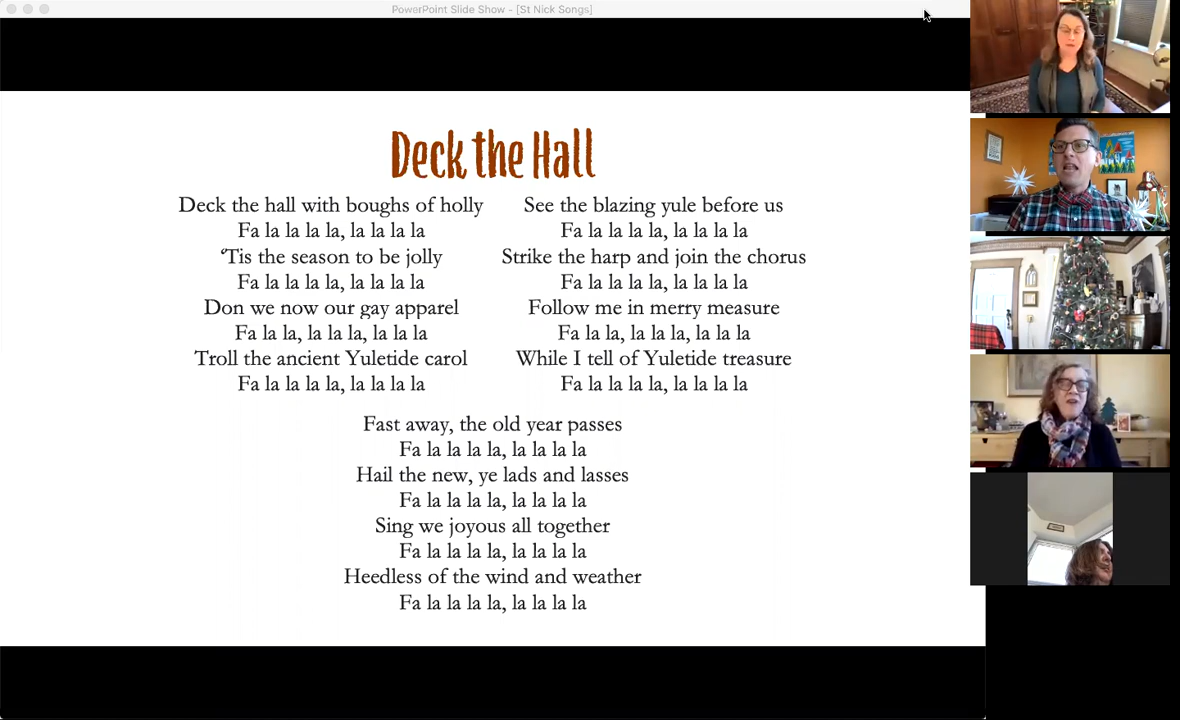 PowerPoint Slide Show - [St Nick Songs]
Deck the Hall
Deck the hall with boughs of holly
Fa la la la la, la la la la
‘Tis the season to be jolly
Fa la la la la, la la la la
Don we now our gay apparel
Fa la la, la la la, la la la
Troll the ancient Yuletide carol
Fa la la la la, la la la la
See the blazing yule before us
Fa la la la la, la la la la
Strike the harp and join the chorus
Fa la la la la, la la la la
Follow me in merry measure
Fa la la, la la la, la la la
While I tell of Yuletide treasure
Fa la la la la, la la la la
Fast away, the old year passes
Fa la la la la, la la la la
Hail the new, ye lads and lasses
Fa la la la la, la la la la
Sing we joyous all together
Fa la la la la, la la la la
Heedless of the wind and weather
Fa la la la la, la la la la